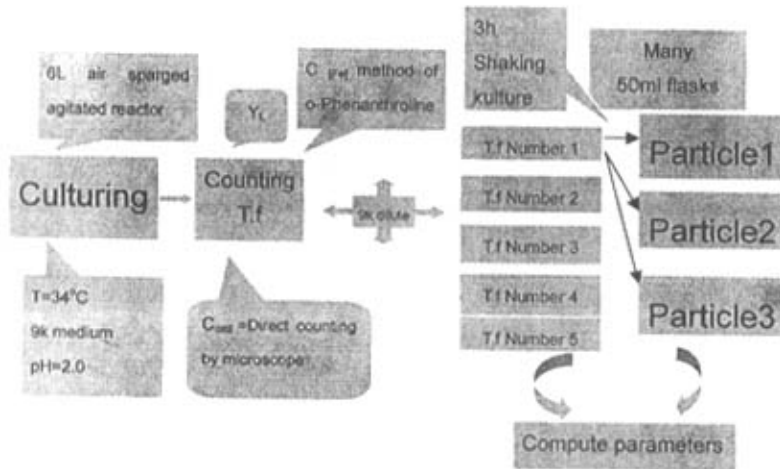 6L air sparged
agitated reactor
Culturing
T=34°C
9k medium
pH=2.0
Counting
T.f
C method of
o-Phenanthroline
=Direct counting
by microscope
9k dilute
3h
Shaking
kulture
Many
50ml flasks
T.f Number 1
T.f Number 2
T.f Number 3
T.f Number 4
T.f Number 5
Particle1
Particle2
Particle3
Compute parameters